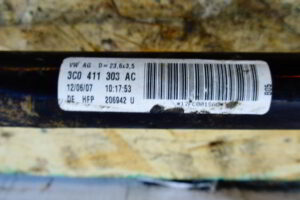 VW AG D=23,6x3,5
3C0 411 303 AC
12/06/07 10:17:53
DE HFP 206942 U